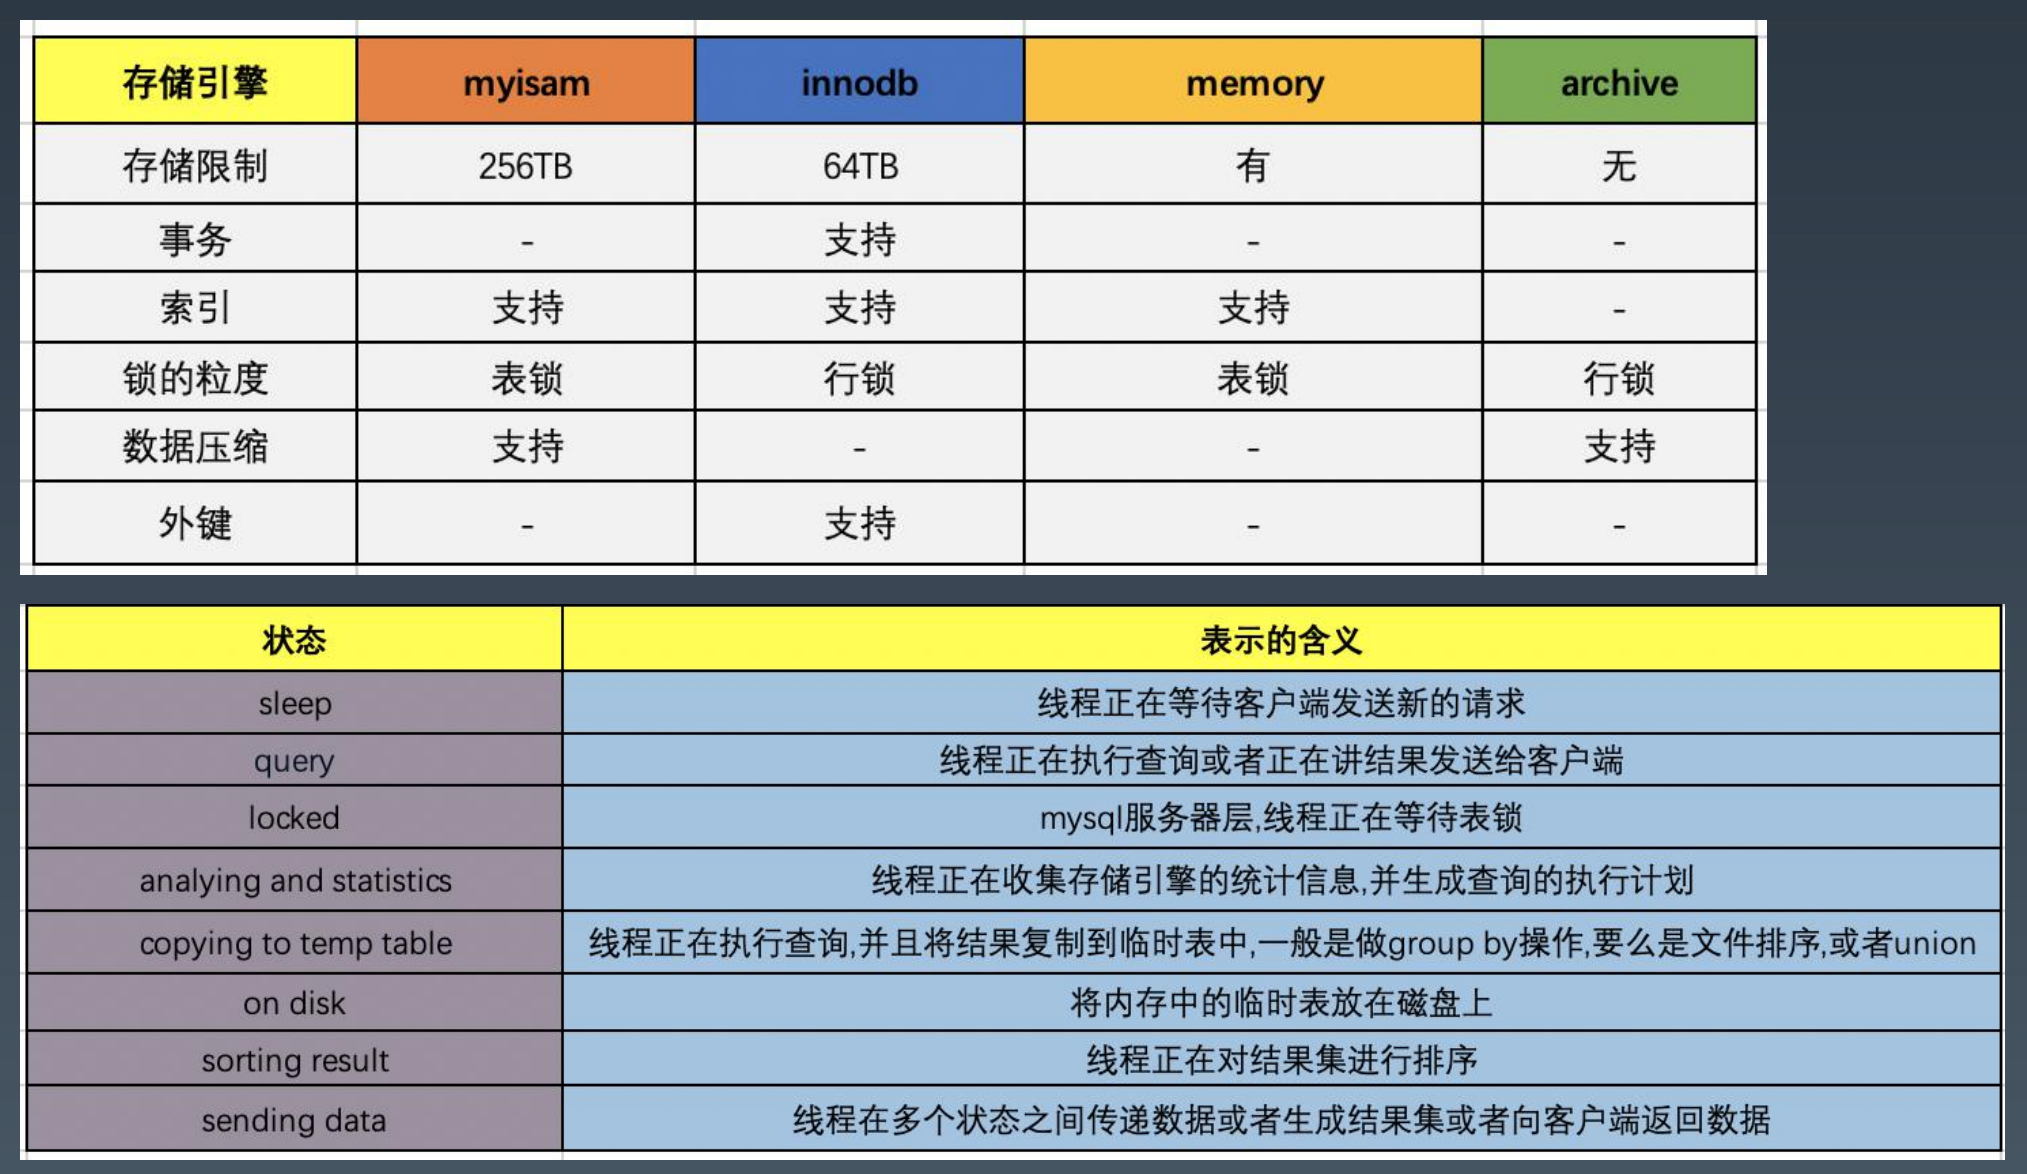 存储引擎 myisam innodb memory archive
存储限制 256TB 64TB 有 无
事务 - 支持 - -
索引 支持 支持 支持 -
锁的粒度 表锁 行锁 表锁 行锁
数据压缩 支持 - - 支持
外键 - 支持 - -
状态 表示的含义
sleep 线程正在等待客户端发送新的请求
query 线程正在执行查询或者正在讲结果发送给客户端
locked mysql服务器层,线程正在等待表锁
analying and statistics 线程正在收集存储引擎的统计信息,并生成查询的执行计划
copying to temp table 线程正在执行查询,并且将结果复制到临时表中,一般是做group by操作,要么是文件排序,或者union
on disk 将内存中的临时表放在磁盘上
sorting result 线程正在对结果集进行排序
sending data 线程在多个状态之间传递数据或者生成结果集或者向客户端返回数据